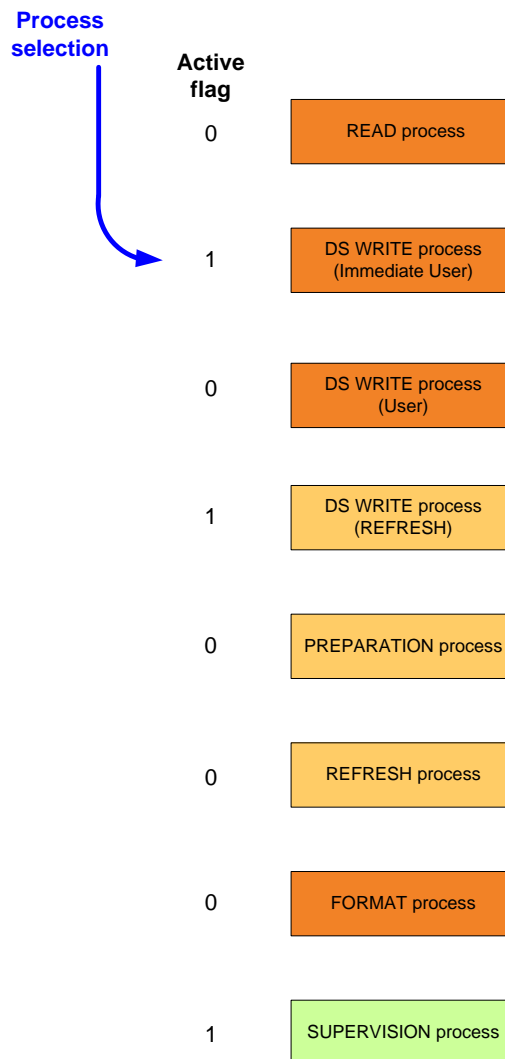 Process
selection
Active
flag
0
READ process
1
DS WRITE process
(Immediate User)
0
DS WRITE process
(User)
1
DS WRITE process
(REFRESH)
0
PREPARATION process
0
REFRESH process
0
FORMAT process
1
SUPERVISION process